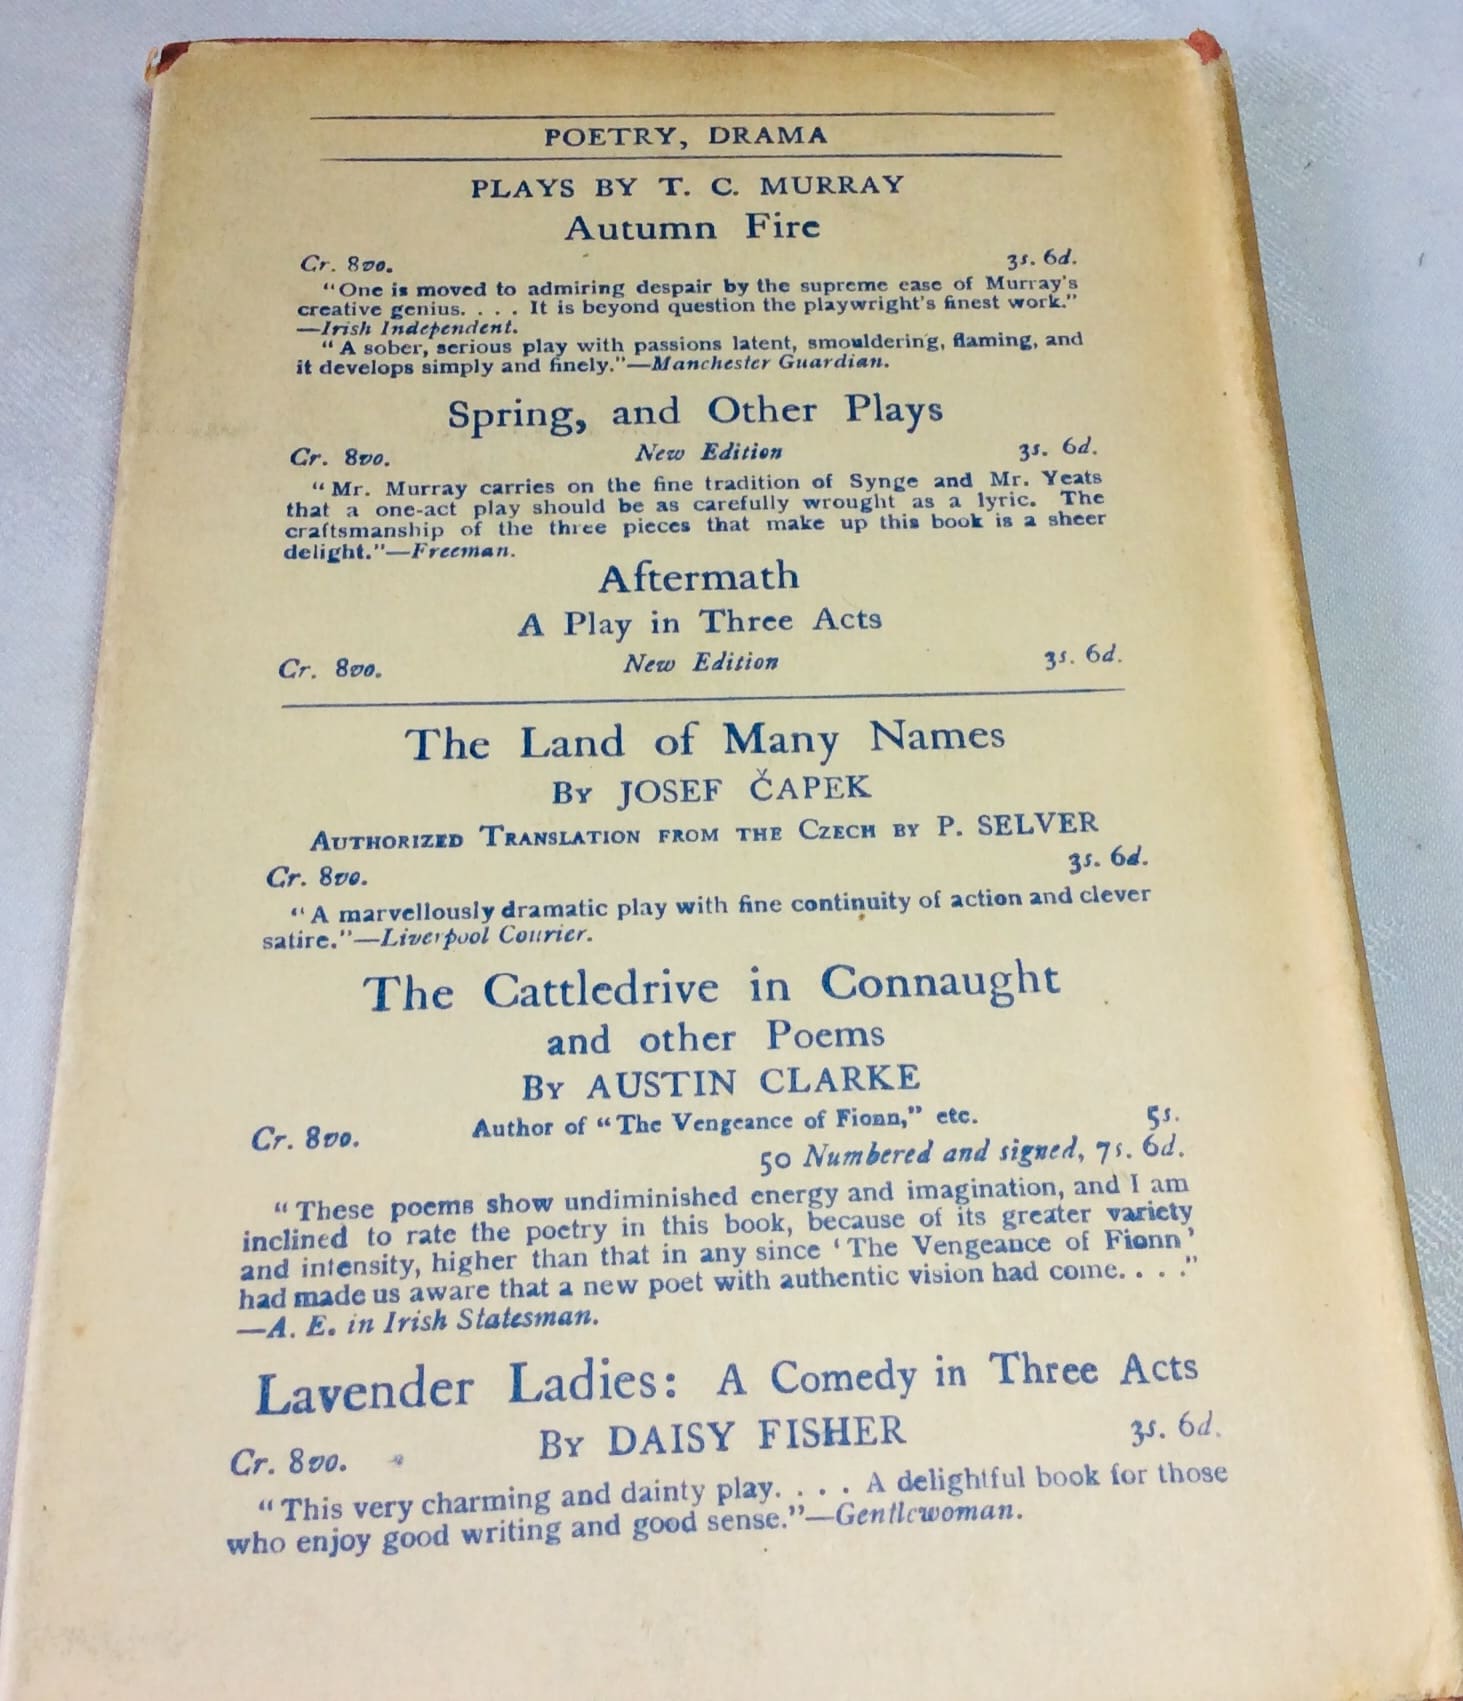 POETRY, DRAMA
PLAYS BY T. C. MURRAY
Autumn Fire
Cr. 8vo. 3s. 6d.
"One is moved to admiring despair by the supreme ease of Murray's
creative genius. . . . It is beyond question the playwright's finest work."
—Irish Independent.
"A sober, serious play with passions latent, smouldering, flaming, and
it develops simply and finely."—Manchester Guardian.
Spring, and Other Plays
Cr. 8vo. New Edition 3s. 6d.
"Mr. Murray carries on the fine tradition of Synge and Mr. Yeats
that a one-act play should be as carefully wrought as a lyric. The
craftsmanship of the three pieces that make up this book is a sheer
delight."—Freeman.
Aftermath
A Play in Three Acts
Cr. 8vo. New Edition 3s. 6d.
The Land of Many Names
By JOSEF ČAPEK
Authorized Translation from the Czech by P. SELVER
Cr. 8vo. 3s. 6d.
"A marvellously dramatic play with fine continuity of action and clever
satire."—Liverpool Courier.
The Cattledrive in Connaught
and other Poems
By AUSTIN CLARKE
Cr. 8vo. Author of "The Vengeance of Fionn," etc. 5s.
50 Numbered and signed, 7s. 6d.
"These poems show undiminished energy and imagination, and I am
inclined to rate the poetry in this book, because of its greater variety
and intensity, higher than that in any since 'The Vengeance of Fionn'
had made us aware that a new poet with authentic vision had come. . . ."
—A. E. in Irish Statesman.
Lavender Ladies: A Comedy in Three Acts
Cr. 8vo. By DAISY FISHER 3s. 6d.
"This very charming and dainty play. . . . A delightful book for those
who enjoy good writing and good sense."—Gentlewoman.